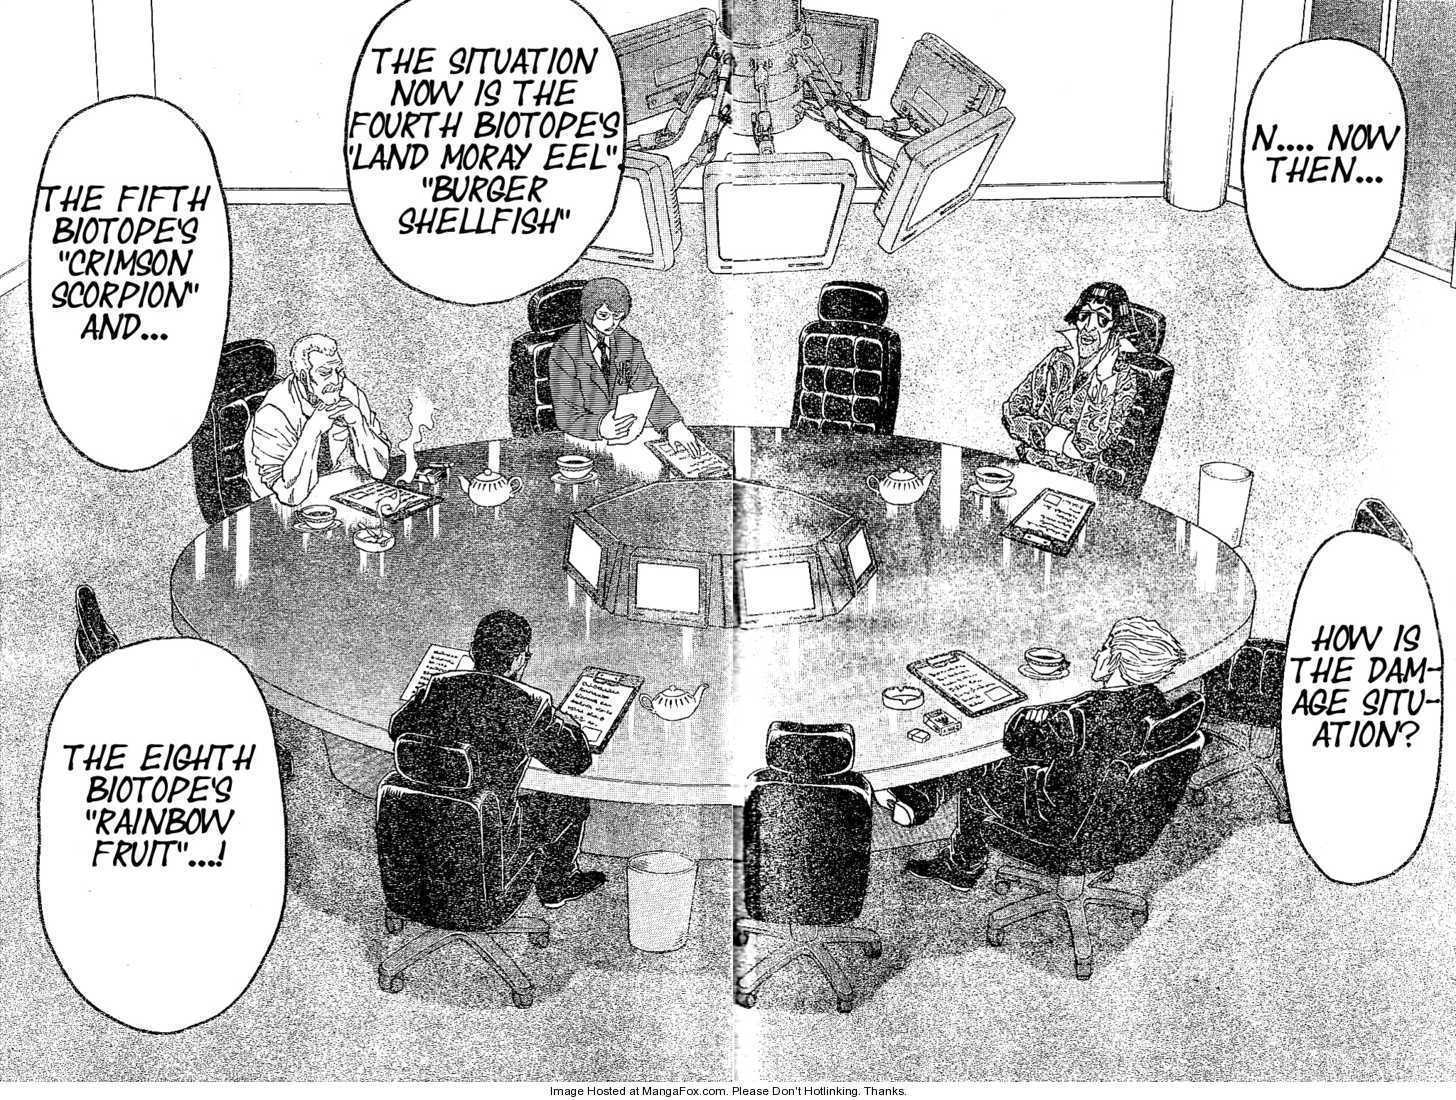 N.... NOW
THEN...
HOW IS
THE DAM-
AGE SITU-
ATION?
THE SITUATION
NOW IS THE
FOURTH BIOTOPE'S
"LAND MORAY EEL".
"BURGER
SHELLFISH"
THE FIFTH
BIOTOPE'S
"CRIMSON
SCORPION"
AND...
THE EIGHTH
BIOTOPE'S
"RAINBOW
FRUIT"...!
Image Hosted at MangaFox.com. Please Don't Hotlinking. Thanks.